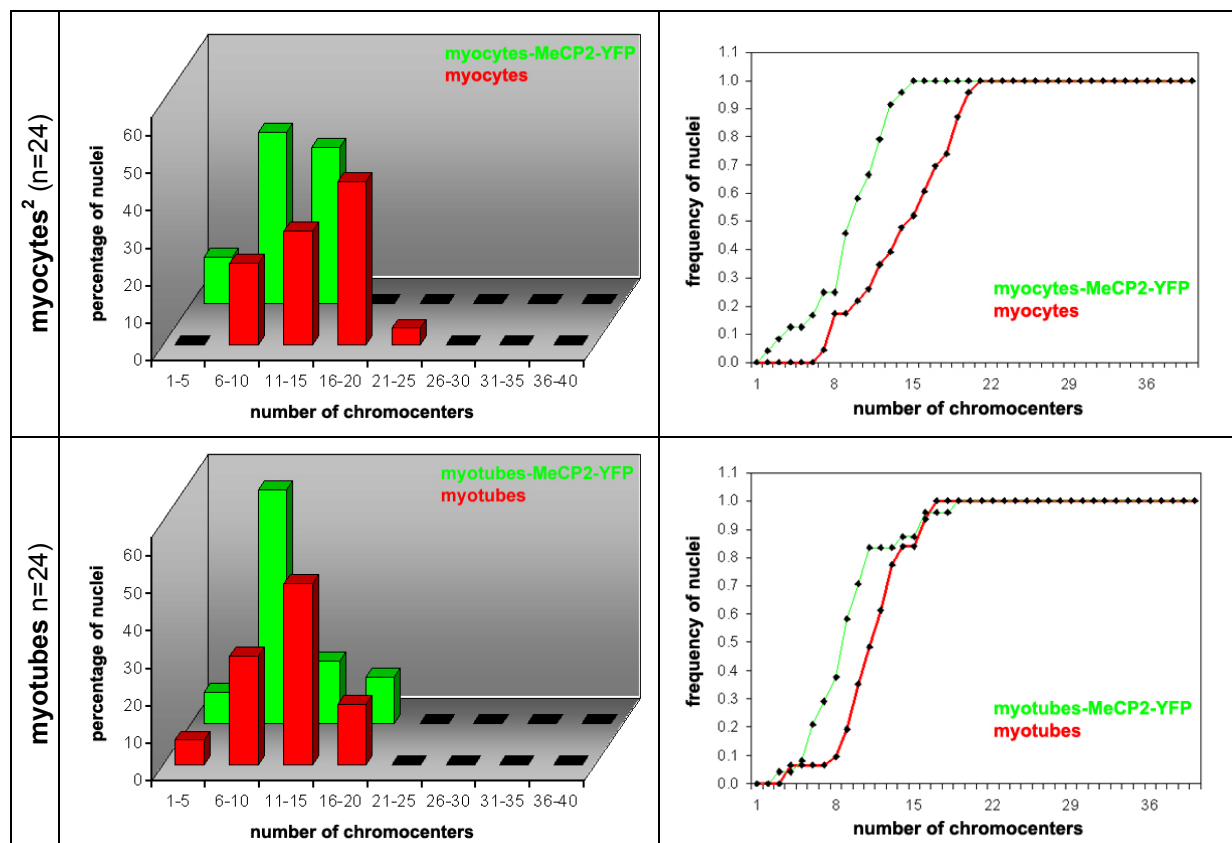 myocytes² (n=24)
myocytes-MeCP2-YFP
myocytes
percentage of nuclei
60
50
40
30
20
10
0
1-5 6-10 11-15 16-20 21-25 26-30 31-35 36-40
number of chromocenters
1.1
1.0
0.9
0.8
0.7
0.6
0.5
0.4
0.3
0.2
0.1
0.0
frequency of nuclei
myocytes-MeCP2-YFP
myocytes
1 8 15 22 29 36
number of chromocenters
myotubes n=24)
myotubes-MeCP2-YFP
myotubes
percentage of nuclei
60
50
40
30
20
10
0
1-5 6-10 11-15 16-20 21-25 26-30 31-35 36-40
number of chromocenters
1.1
1.0
0.9
0.8
0.7
0.6
0.5
0.4
0.3
0.2
0.1
0.0
frequency of nuclei
myotubes-MeCP2-YFP
myotubes
1 8 15 22 29 36
number of chromocenters